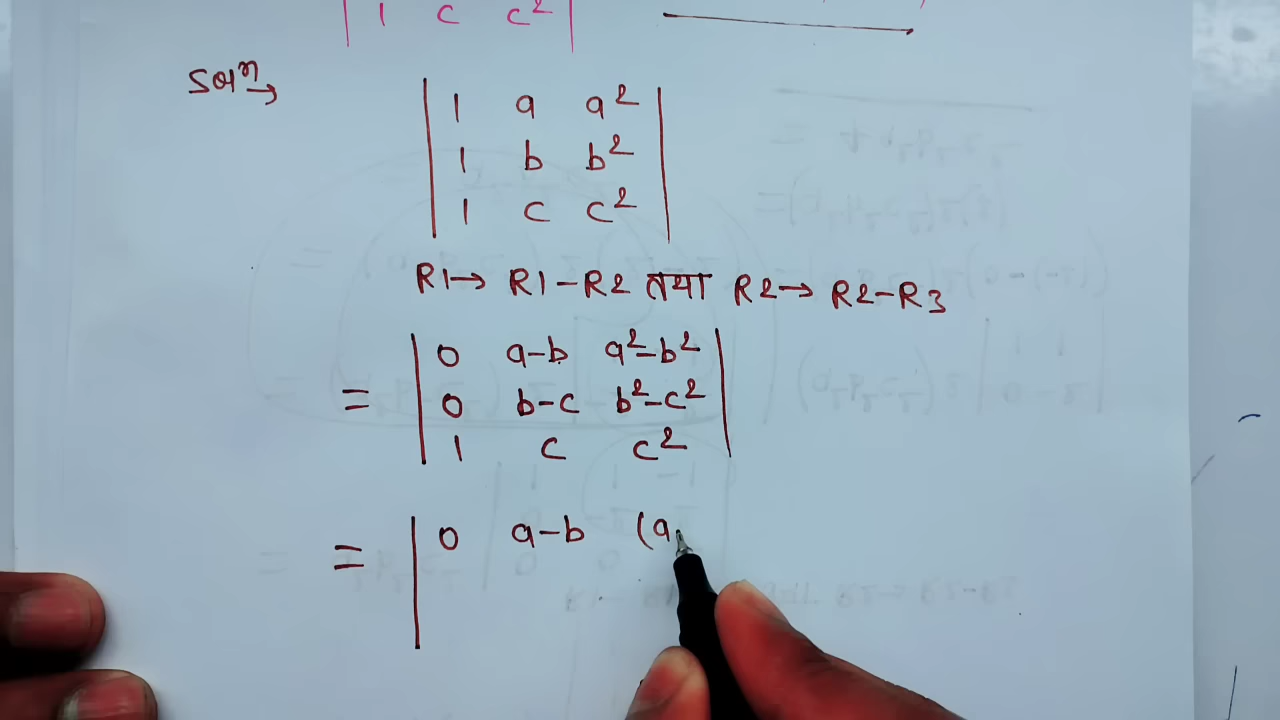 1 c c²
Solⁿ→
1 a a²
1 b b²
1 c c²
R1→ R1-R2 तथा R2→ R2-R3
0 a-b a²-b²
= 0 b-c b²-c²
1 c c²
= 0 a-b (a